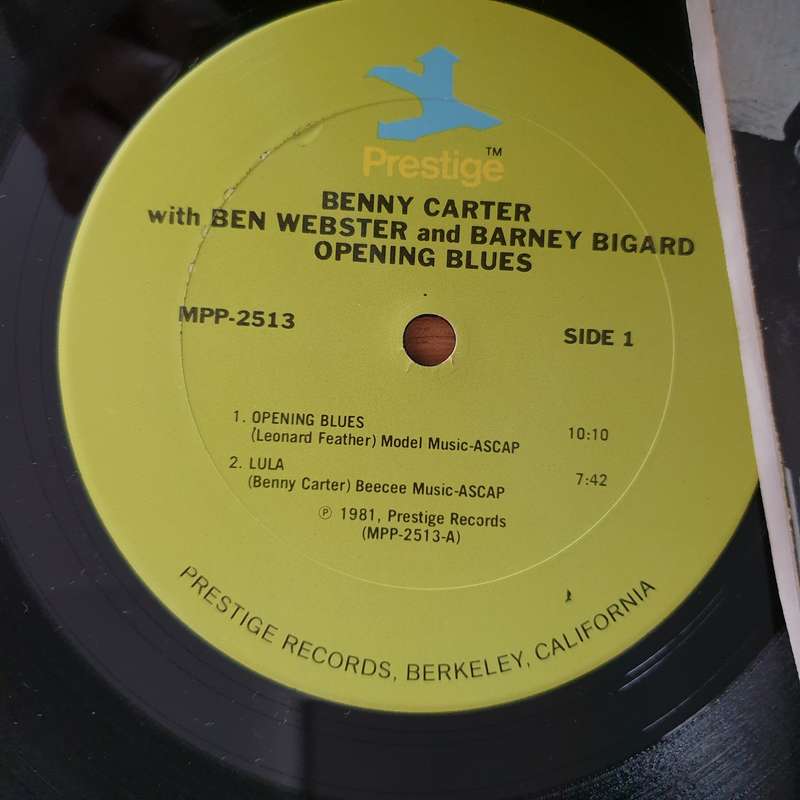 Prestige™
BENNY CARTER
with BEN WEBSTER and BARNEY BIGARD
OPENING BLUES
MPP-2513
SIDE 1
1. OPENING BLUES
(Leonard Feather) Model Music-ASCAP 10:10
2. LULA
(Benny Carter) Beecee Music-ASCAP 7:42
℗ 1981, Prestige Records
(MPP-2513-A)
PRESTIGE RECORDS, BERKELEY, CALIFORNIA